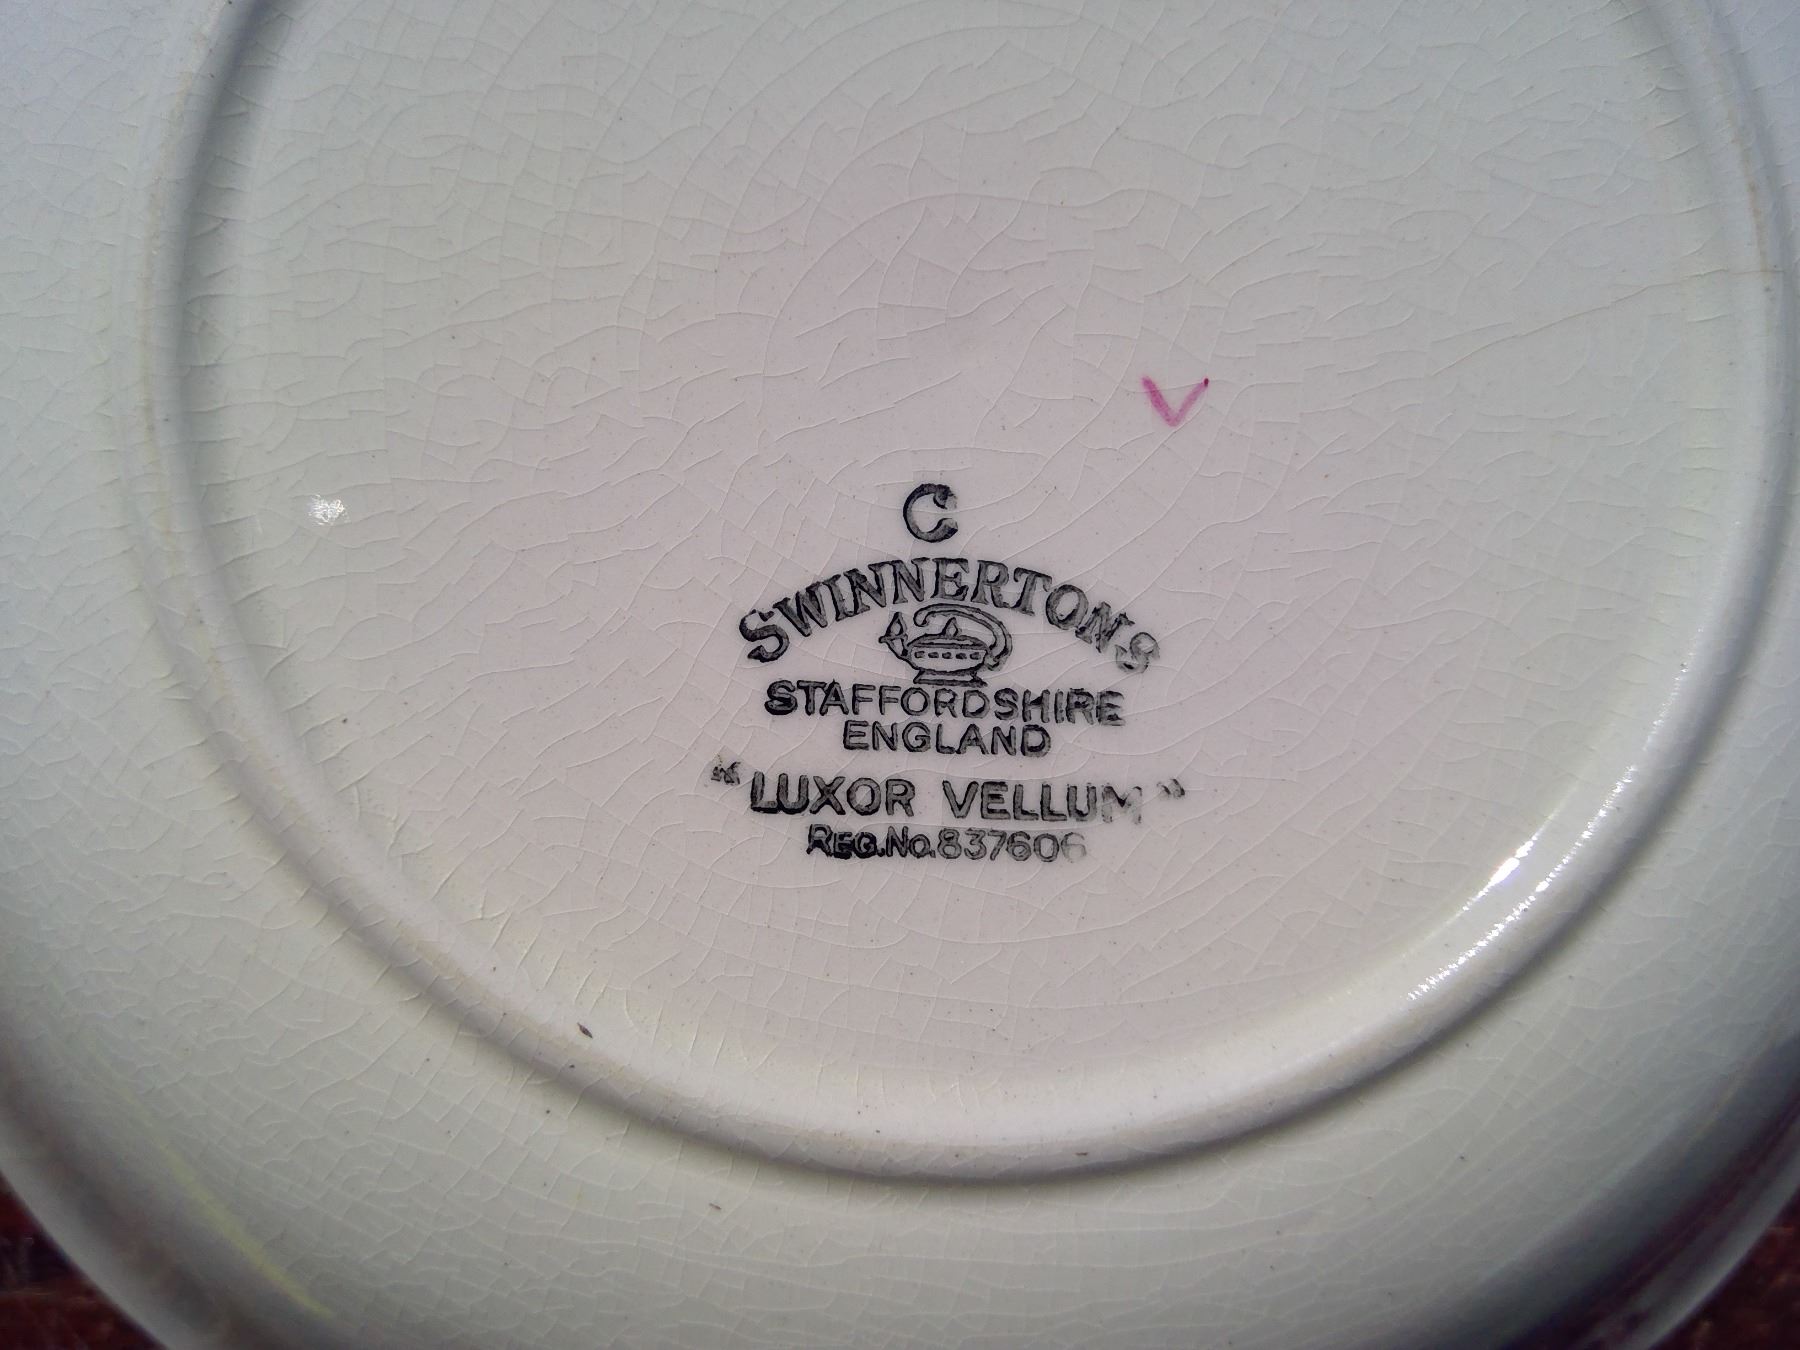 V
C
SWINNERTONS
STAFFORDSHIRE
ENGLAND
"LUXOR VELLUM"
REG. No. 837606